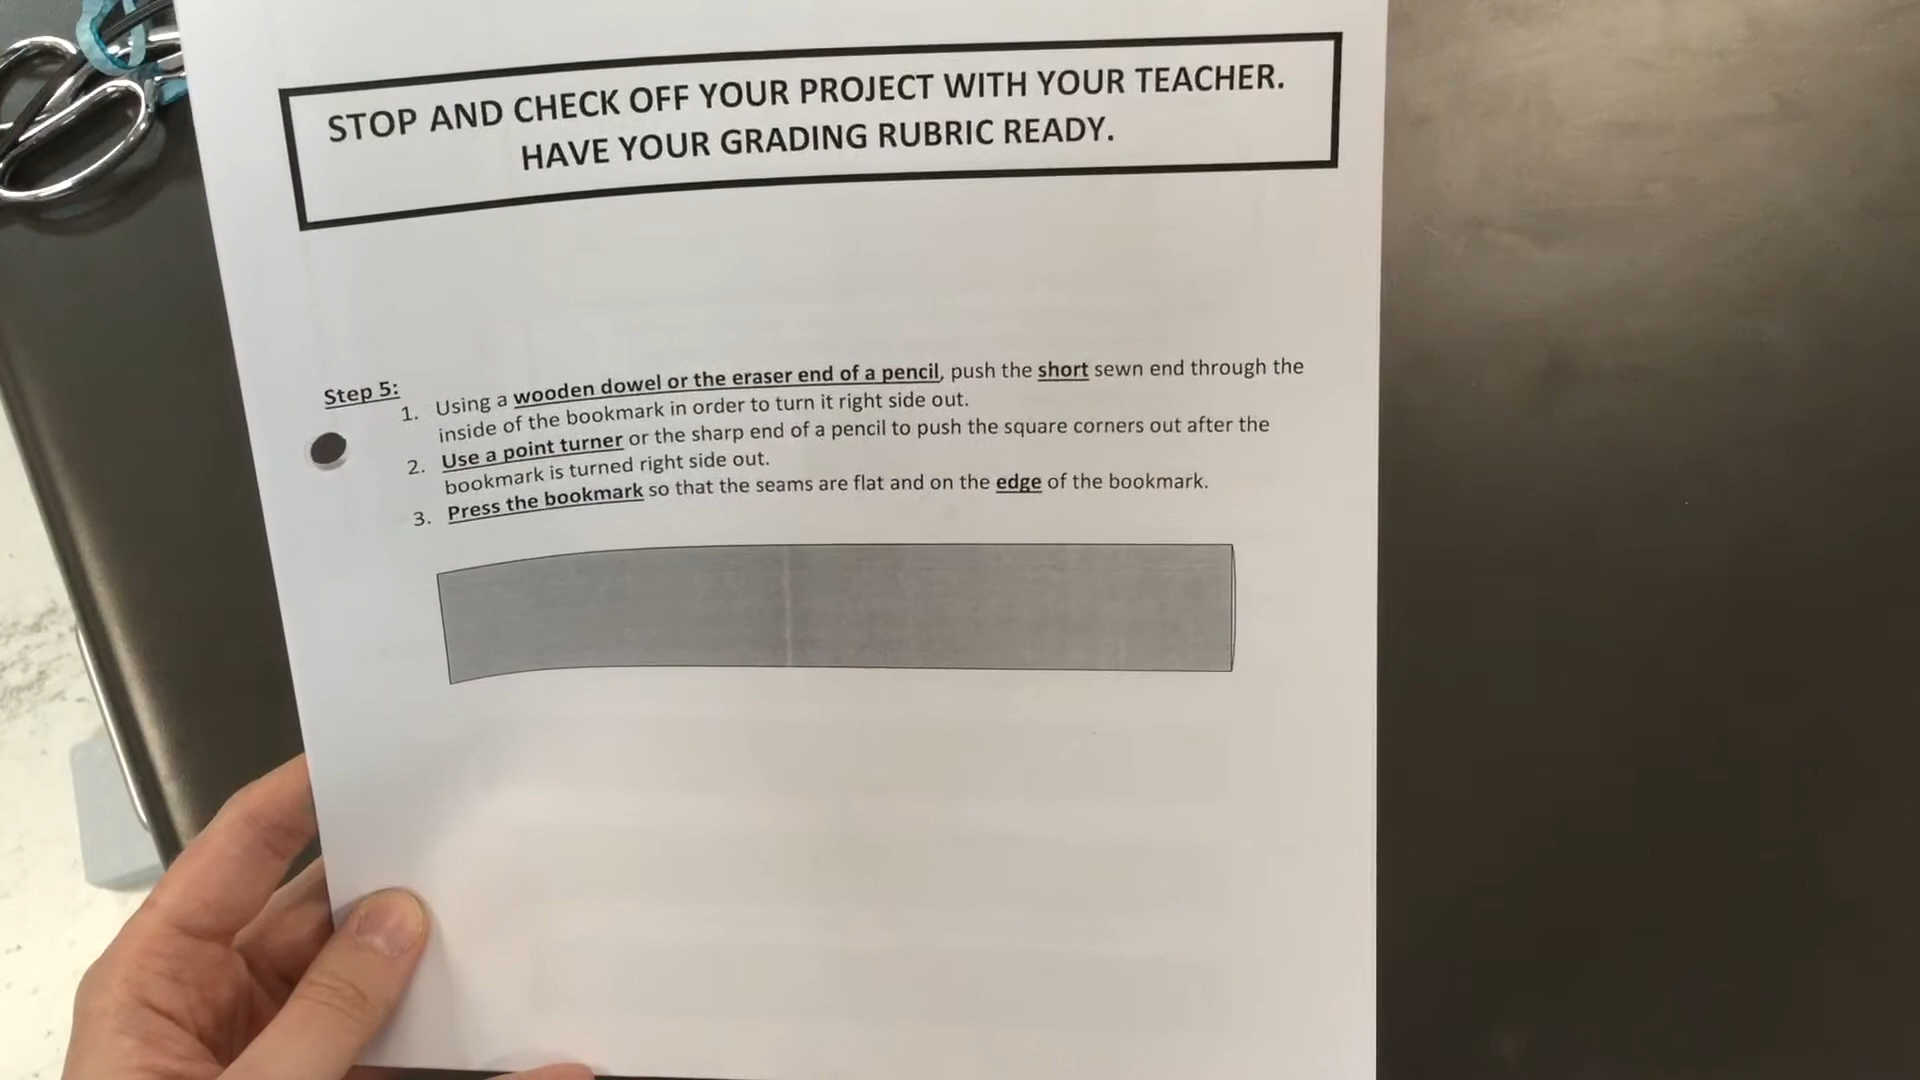 STOP AND CHECK OFF YOUR PROJECT WITH YOUR TEACHER.
HAVE YOUR GRADING RUBRIC READY.
Step 5:
1. Using a wooden dowel or the eraser end of a pencil, push the short sewn end through the
inside of the bookmark in order to turn it right side out.
2. Use a point turner or the sharp end of a pencil to push the square corners out after the
bookmark is turned right side out.
3. Press the bookmark so that the seams are flat and on the edge of the bookmark.